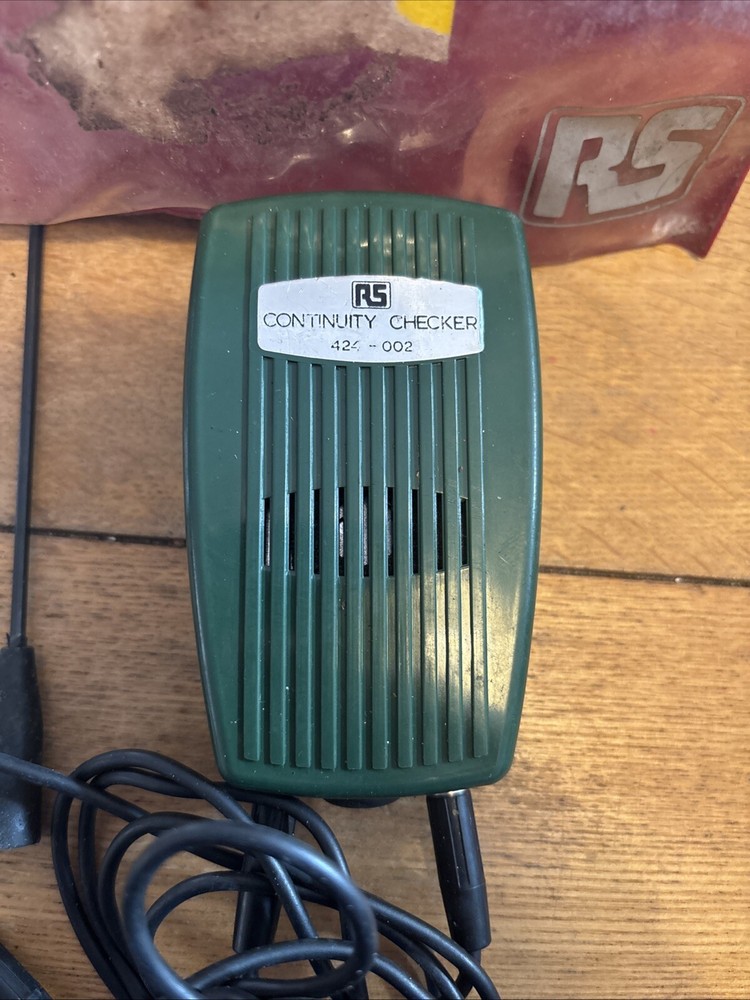 RS
RS
CONTINUITY CHECKER
424 - 002